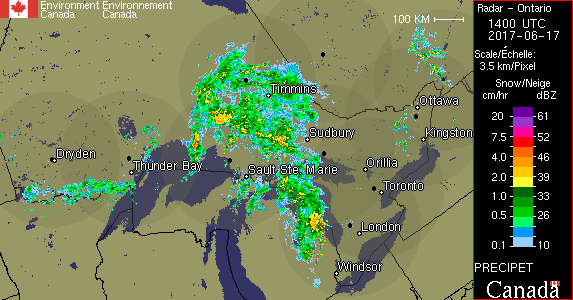 Environment Environnement
Canada Canada
100 KM
Timmins
Ottawa
Sudbury
Kingston
Dryden
Thunder Bay
Sault Ste. Marie
Orillia
Toronto
London
Windsor
Radar - Ontario
1400 UTC
2017-06-17
Scale/Échelle:
3.5 km/Pixel
Snow/Neige
cm/hr dBZ
20 61
7.5 57
5.0 52
4.0 46
2.0 39
1.0 33
0.5 26
0.1 10
PRECIPET
Canada